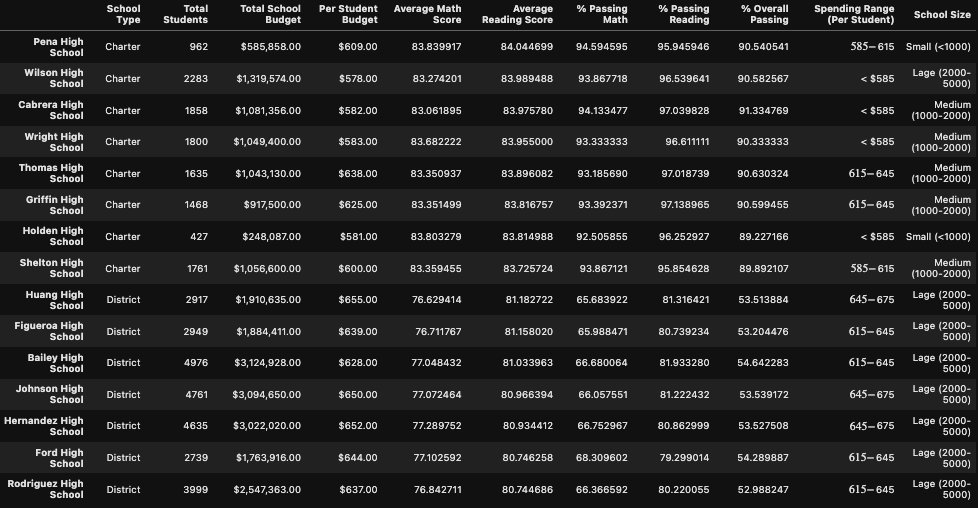 School Type Total Students Total School Budget Per Student Budget Average Math Score Average Reading Score % Passing Math % Passing Reading % Overall Passing Spending Range (Per Student) School Size
Pena High School Charter 962 $585,858.00 $609.00 83.839917 84.044699 94.594595 95.945946 90.540541 585−615 Small (<1000)
Wilson High School Charter 2283 $1,319,574.00 $578.00 83.274201 83.989488 93.867718 96.539641 90.582567 < $585 Lage (2000-5000)
Cabrera High School Charter 1858 $1,081,356.00 $582.00 83.061895 83.975780 94.133477 97.039828 91.334769 < $585 Medium (1000-2000)
Wright High School Charter 1800 $1,049,400.00 $583.00 83.682222 83.955000 93.333333 96.611111 90.333333 < $585 Medium (1000-2000)
Thomas High School Charter 1635 $1,043,130.00 $638.00 83.350937 83.896082 93.185690 97.018739 90.630324 615−645 Medium (1000-2000)
Griffin High School Charter 1468 $917,500.00 $625.00 83.351499 83.816757 93.392371 97.138965 90.599455 615−645 Medium (1000-2000)
Holden High School Charter 427 $248,087.00 $581.00 83.803279 83.814988 92.505855 96.252927 89.227166 < $585 Small (<1000)
Shelton High School Charter 1761 $1,056,600.00 $600.00 83.359455 83.725724 93.867121 95.854628 89.892107 585−615 Medium (1000-2000)
Huang High School District 2917 $1,910,635.00 $655.00 76.629414 81.182722 65.683922 81.316421 53.513884 645−675 Lage (2000-5000)
Figueroa High School District 2949 $1,884,411.00 $639.00 76.711767 81.158020 65.988471 80.739234 53.204476 615−645 Lage (2000-5000)
Bailey High School District 4976 $3,124,928.00 $628.00 77.048432 81.033963 66.680064 81.933280 54.642283 615−645 Lage (2000-5000)
Johnson High School District 4761 $3,094,650.00 $650.00 77.072464 80.966394 66.057551 81.222432 53.539172 645−675 Lage (2000-5000)
Hernandez High School District 4635 $3,022,020.00 $652.00 77.289752 80.934412 66.752967 80.862999 53.527508 645−675 Lage (2000-5000)
Ford High School District 2739 $1,763,916.00 $644.00 77.102592 80.746258 68.309602 79.299014 54.289887 615−645 Lage (2000-5000)
Rodriguez High School District 3999 $2,547,363.00 $637.00 76.842711 80.744686 66.366592 80.220055 52.988247 615−645 Lage (2000-5000)